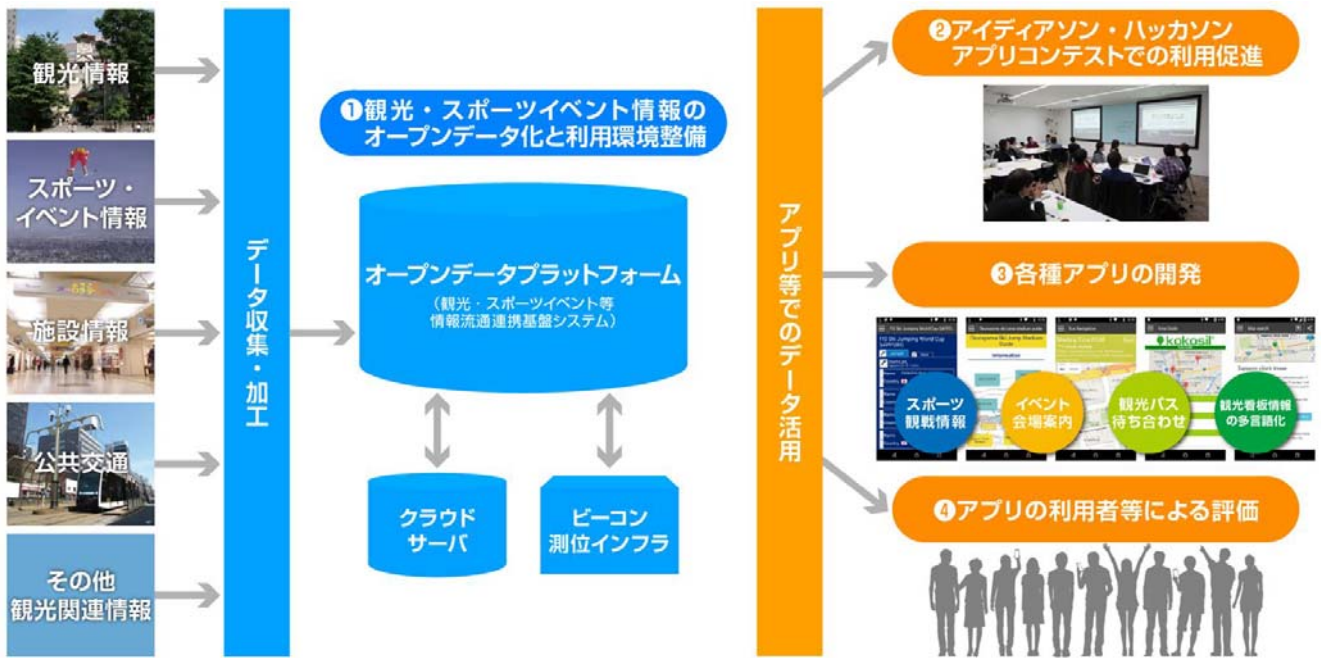 観光情報
スポーツ・
イベント情報
施設情報
公共交通
その他
観光関連情報
データ収集・加工
❶観光・スポーツイベント情報の
オープンデータ化と利用環境整備
オープンデータプラットフォーム
（観光・スポーツイベント等
情報流通連携基盤システム）
クラウド
サーバ
ビーコン
測位インフラ
アプリ等でのデータ活用
❷アイディアソン・ハッカソン
アプリコンテストでの利用促進
❸各種アプリの開発
kokosil
スポーツ
観戦情報
イベント
会場案内
観光バス
待ち合わせ
観光看板情報
の多言語化
❹アプリの利用者等による評価